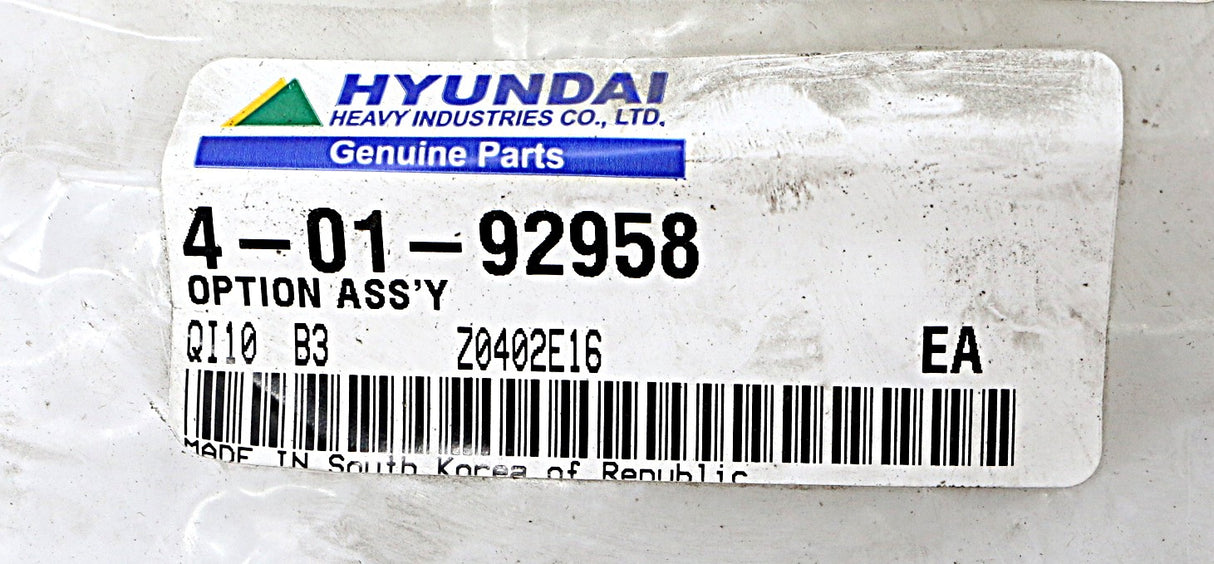 HYUNDAI
HEAVY INDUSTRIES CO., LTD.
Genuine Parts
4-01-92958
OPTION ASS'Y
QI10 B3 Z0402E16 EA
MADE IN South Korea of Republic